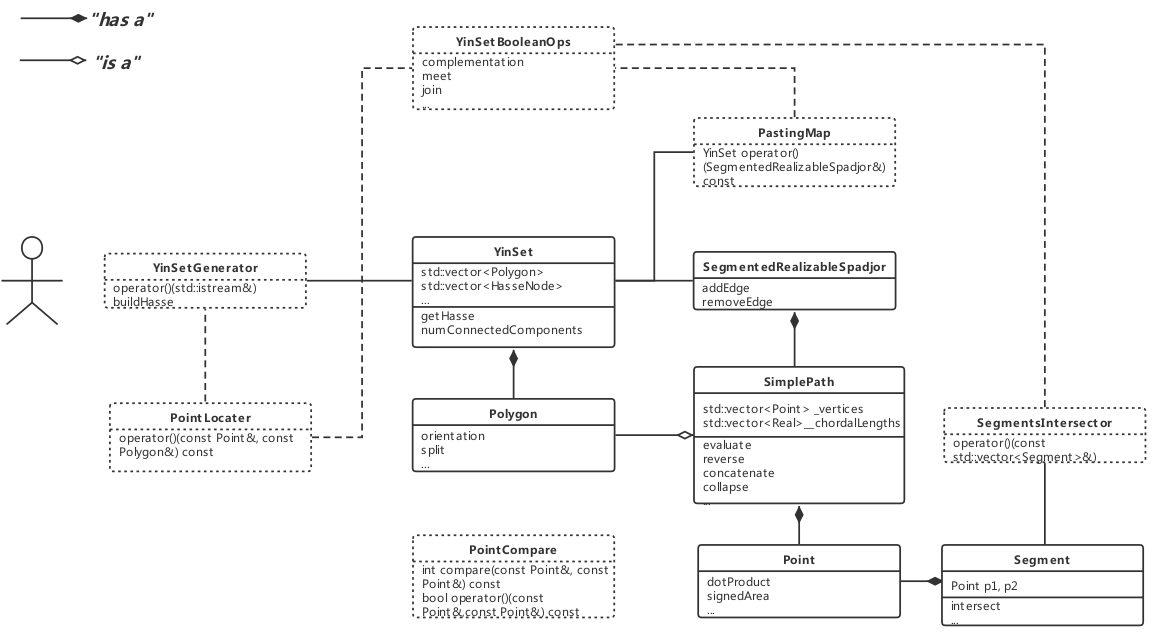 "has a"
"is a"
YinSetBooleanOps
complementation
meet
join
...
PastingMap
YinSet operator()
(SegmentedRealizableSpadjor&)
const
YinSetGenerator
operator()(std::istream&)
buildHasse
YinSet
std::vector<Polygon>
std::vector<HasseNode>
...
getHasse
numConnectedComponents
SegmentedRealizableSpadjor
addEdge
removeEdge
PointLocater
operator()(const Point&, const
Polygon&) const
Polygon
orientation
split
...
SimplePath
std::vector<Point> _vertices
std::vector<Real>__chordalLengths
evaluate
reverse
concatenate
collapse
...
SegmentsIntersector
operator()(const
std::vector<Segment>&)
PointCompare
int compare(const Point&, const
Point&) const
bool operator()(const
Point&,const Point&) const
Point
dotProduct
signedArea
...
Segment
Point p1, p2
intersect
...